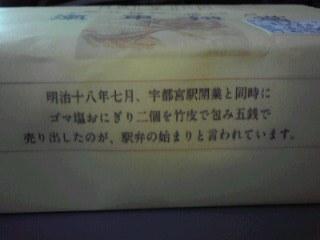 明治十八年七月、宇都宮駅開業と同時に
ゴマ塩おにぎり二個を竹皮で包み五銭で
売り出したのが、駅弁の始まりと言われています。